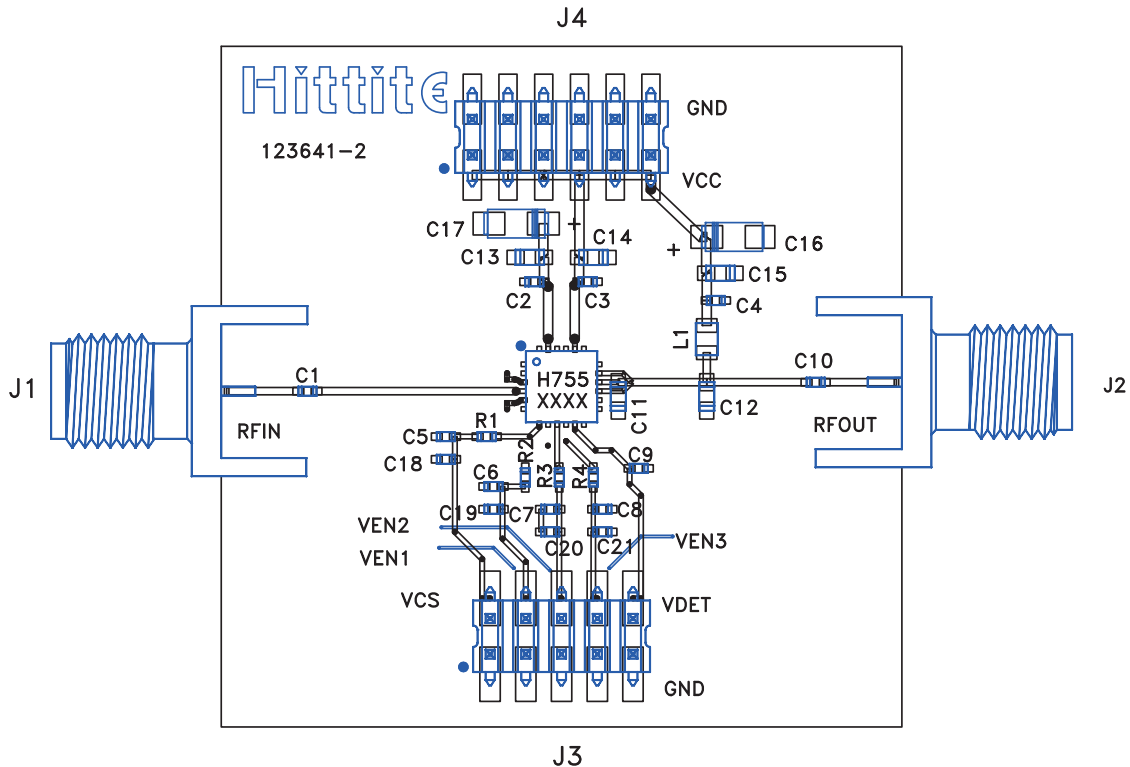 J4
Hittite
GND
123641-2
VCC
C17
+
C14
C16
C13
+
C15
C2
C3
C4
L1
J1
C1
H755
XXXX
C10
J2
C11
C12
RFIN
R1
RFOUT
C5
R2
C18
C9
C6
R3
R4
C19
C7
C8
VEN2
C20
C21
VEN3
VEN1
VCS
VDET
GND
J3